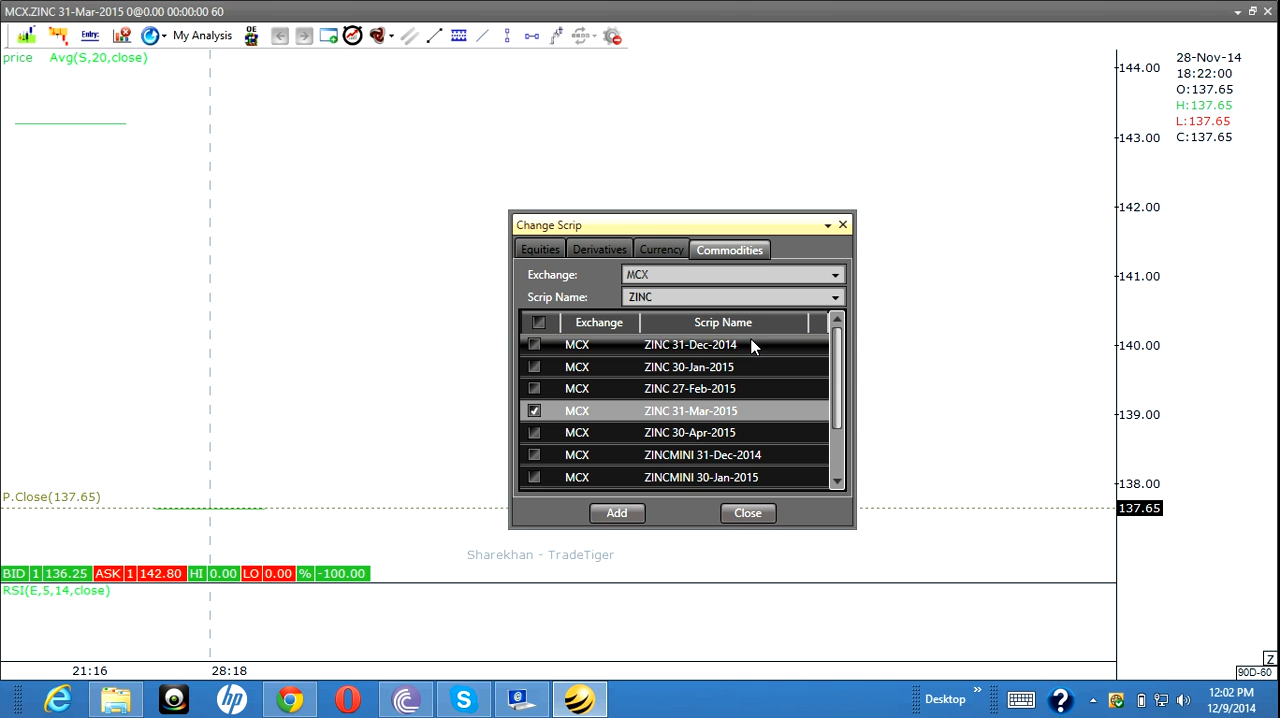 MCX.ZINC 31-Mar-2015 0@0.00 00:00:00 60
Entry:
My Analysis
OE
price Avg(S,20,close)
144.00
28-Nov-14
18:22:00
O:137.65
H:137.65
L:137.65
C:137.65
143.00
142.00
141.00
140.00
139.00
138.00
137.65
Change Scrip
Equities Derivatives Currency Commodities
Exchange: MCX
Scrip Name: ZINC
Exchange Scrip Name
MCX ZINC 31-Dec-2014
MCX ZINC 30-Jan-2015
MCX ZINC 27-Feb-2015
MCX ZINC 31-Mar-2015
MCX ZINC 30-Apr-2015
MCX ZINCMINI 31-Dec-2014
MCX ZINCMINI 30-Jan-2015
Add Close
P.Close(137.65)
Sharekhan - TradeTiger
BID 1 136.25 ASK 1 142.80 HI 0.00 LO 0.00 % -100.00
RSI(E,5,14,close)
Z
21:16 28:18 90D-60
hp
Desktop
12:02 PM
12/9/2014